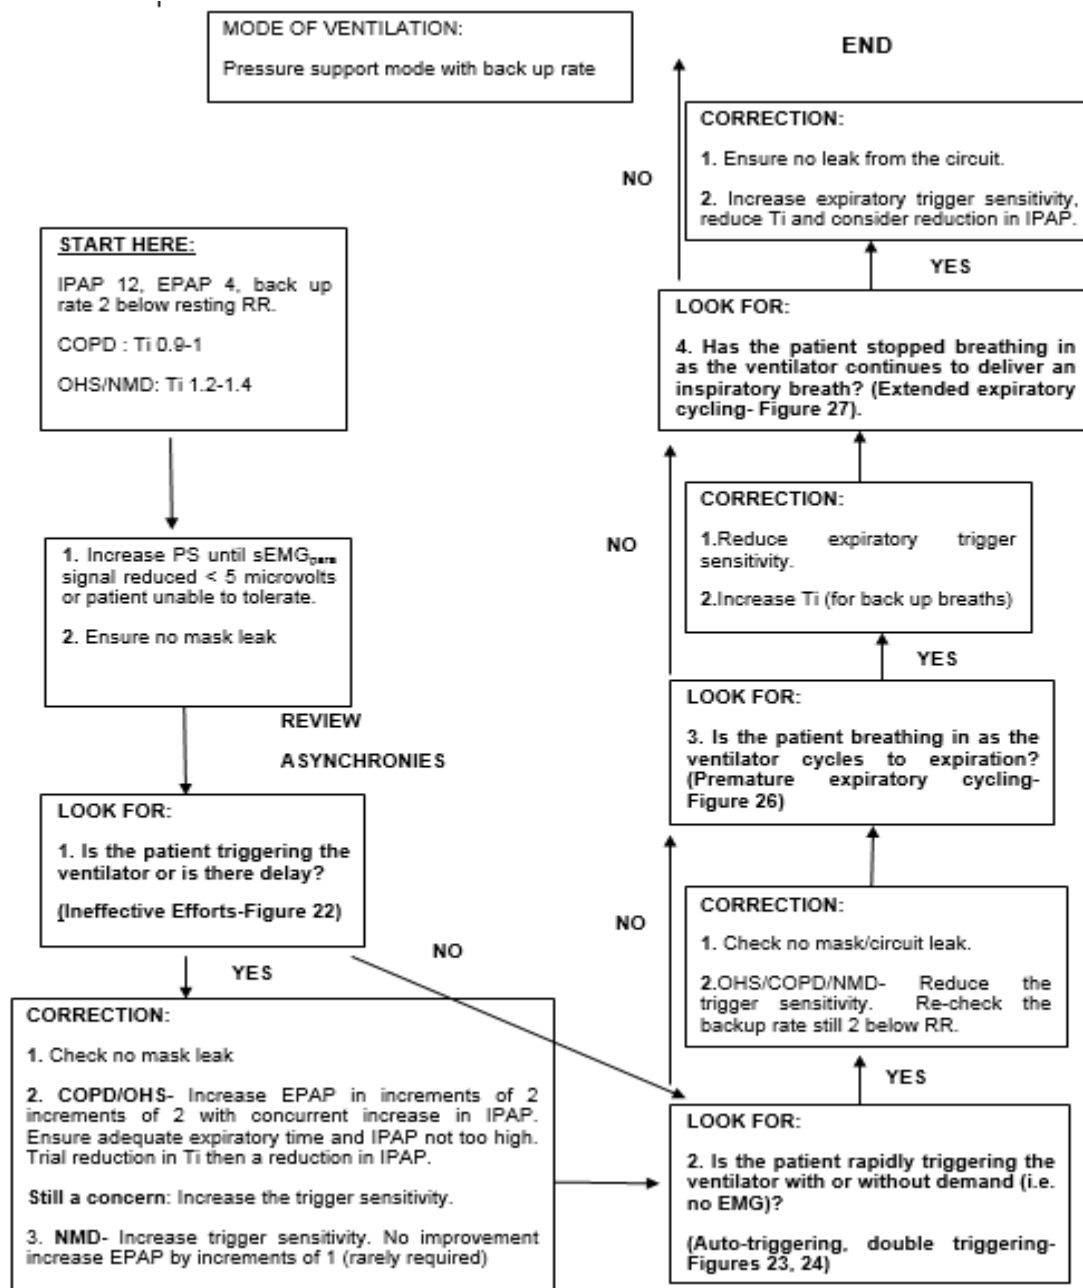 MODE OF VENTILATION:
Pressure support mode with back up rate
START HERE:
IPAP 12, EPAP 4, back up
rate 2 below resting RR.
COPD : Ti 0.9-1
OHS/NMD: Ti 1.2-1.4
1. Increase PS until sEMGpara
signal reduced < 5 microvolts
or patient unable to tolerate.
2. Ensure no mask leak
REVIEW
ASYNCHRONIES
LOOK FOR:
1. Is the patient triggering the
ventilator or is there delay?
(Ineffective Efforts-Figure 22)
YES
NO
CORRECTION:
1. Check no mask leak
2. COPD/OHS- Increase EPAP in increments of 2
increments of 2 with concurrent increase in IPAP.
Ensure adequate expiratory time and IPAP not too high.
Trial reduction in Ti then a reduction in IPAP.
Still a concern: Increase the trigger sensitivity.
3. NMD- Increase trigger sensitivity. No improvement
increase EPAP by increments of 1 (rarely required)
LOOK FOR:
2. Is the patient rapidly triggering the
ventilator with or without demand (i.e.
no EMG)?
(Auto-triggering, double triggering-
Figures 23, 24)
YES
NO
CORRECTION:
1. Check no mask/circuit leak.
2.OHS/COPD/NMD- Reduce the
trigger sensitivity. Re-check the
backup rate still 2 below RR.
LOOK FOR:
3. Is the patient breathing in as the
ventilator cycles to expiration?
(Premature expiratory cycling-
Figure 26)
YES
NO
CORRECTION:
1.Reduce expiratory trigger
sensitivity.
2.Increase Ti (for back up breaths)
LOOK FOR:
4. Has the patient stopped breathing in
as the ventilator continues to deliver an
inspiratory breath? (Extended expiratory
cycling- Figure 27).
YES
NO
CORRECTION:
1. Ensure no leak from the circuit.
2. Increase expiratory trigger sensitivity,
reduce Ti and consider reduction in IPAP.
END